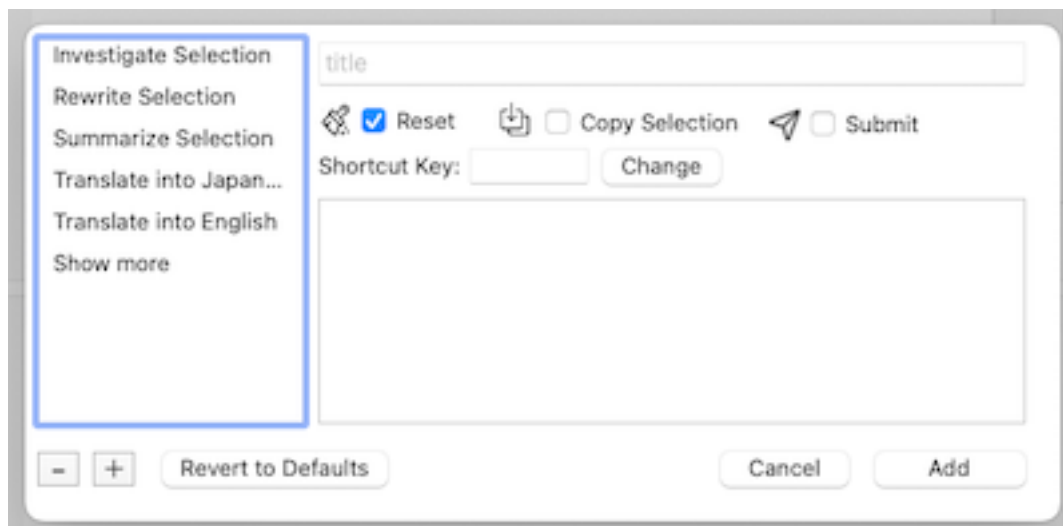 Investigate Selection
Rewrite Selection
Summarize Selection
Translate into Japan...
Translate into English
Show more
title
Reset
Copy Selection
Submit
Shortcut Key:
Change
- +
Revert to Defaults
Cancel
Add